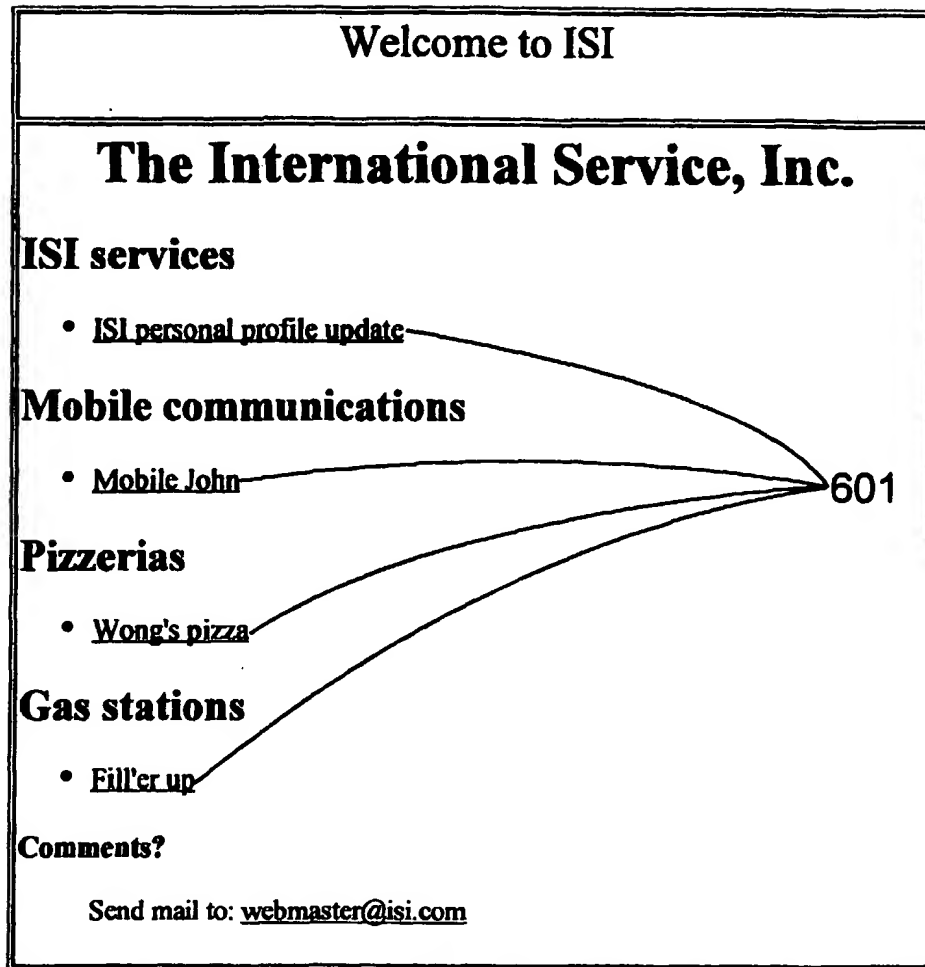 Welcome to ISI
The International Service, Inc.
ISI services
• ISI personal profile update
Mobile communications
• Mobile John
601
Pizzerias
• Wong's pizza
Gas stations
• Fill'er up
Comments?
Send mail to: webmaster@isi.com